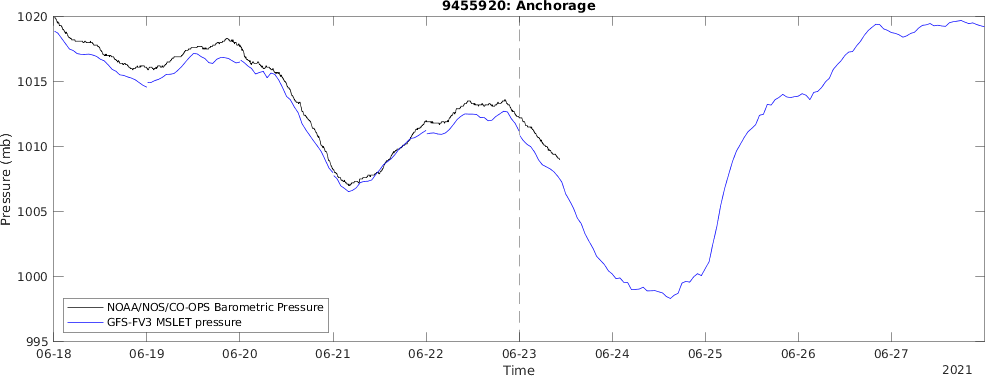 9455920: Anchorage
Pressure (mb)
1020
1015
1010
1005
1000
995
NOAA/NOS/CO-OPS Barometric Pressure
GFS-FV3 MSLET pressure
06-18 06-19 06-20 06-21 06-22 06-23 06-24 06-25 06-26 06-27
Time
2021